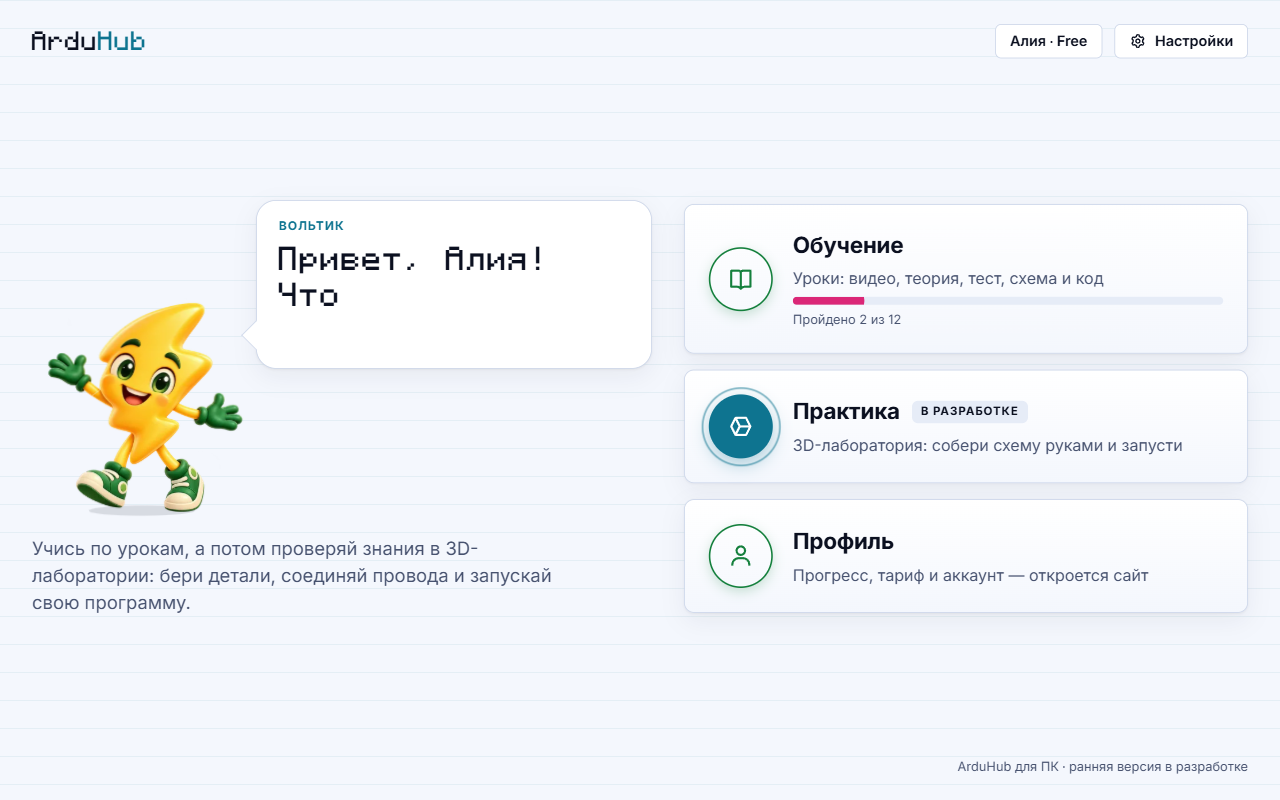 ArduHub
Алия · Free
Настройки
ВОЛЬТИК
Привет, Алия!
Что
Учись по урокам, а потом проверяй знания в 3D-
лаборатории: бери детали, соединяй провода и запускай
свою программу.
Обучение
Уроки: видео, теория, тест, схема и код
Пройдено 2 из 12
Практика В РАЗРАБОТКЕ
3D-лаборатория: собери схему руками и запусти
Профиль
Прогресс, тариф и аккаунт — откроется сайт
ArduHub для ПК · ранняя версия в разработке